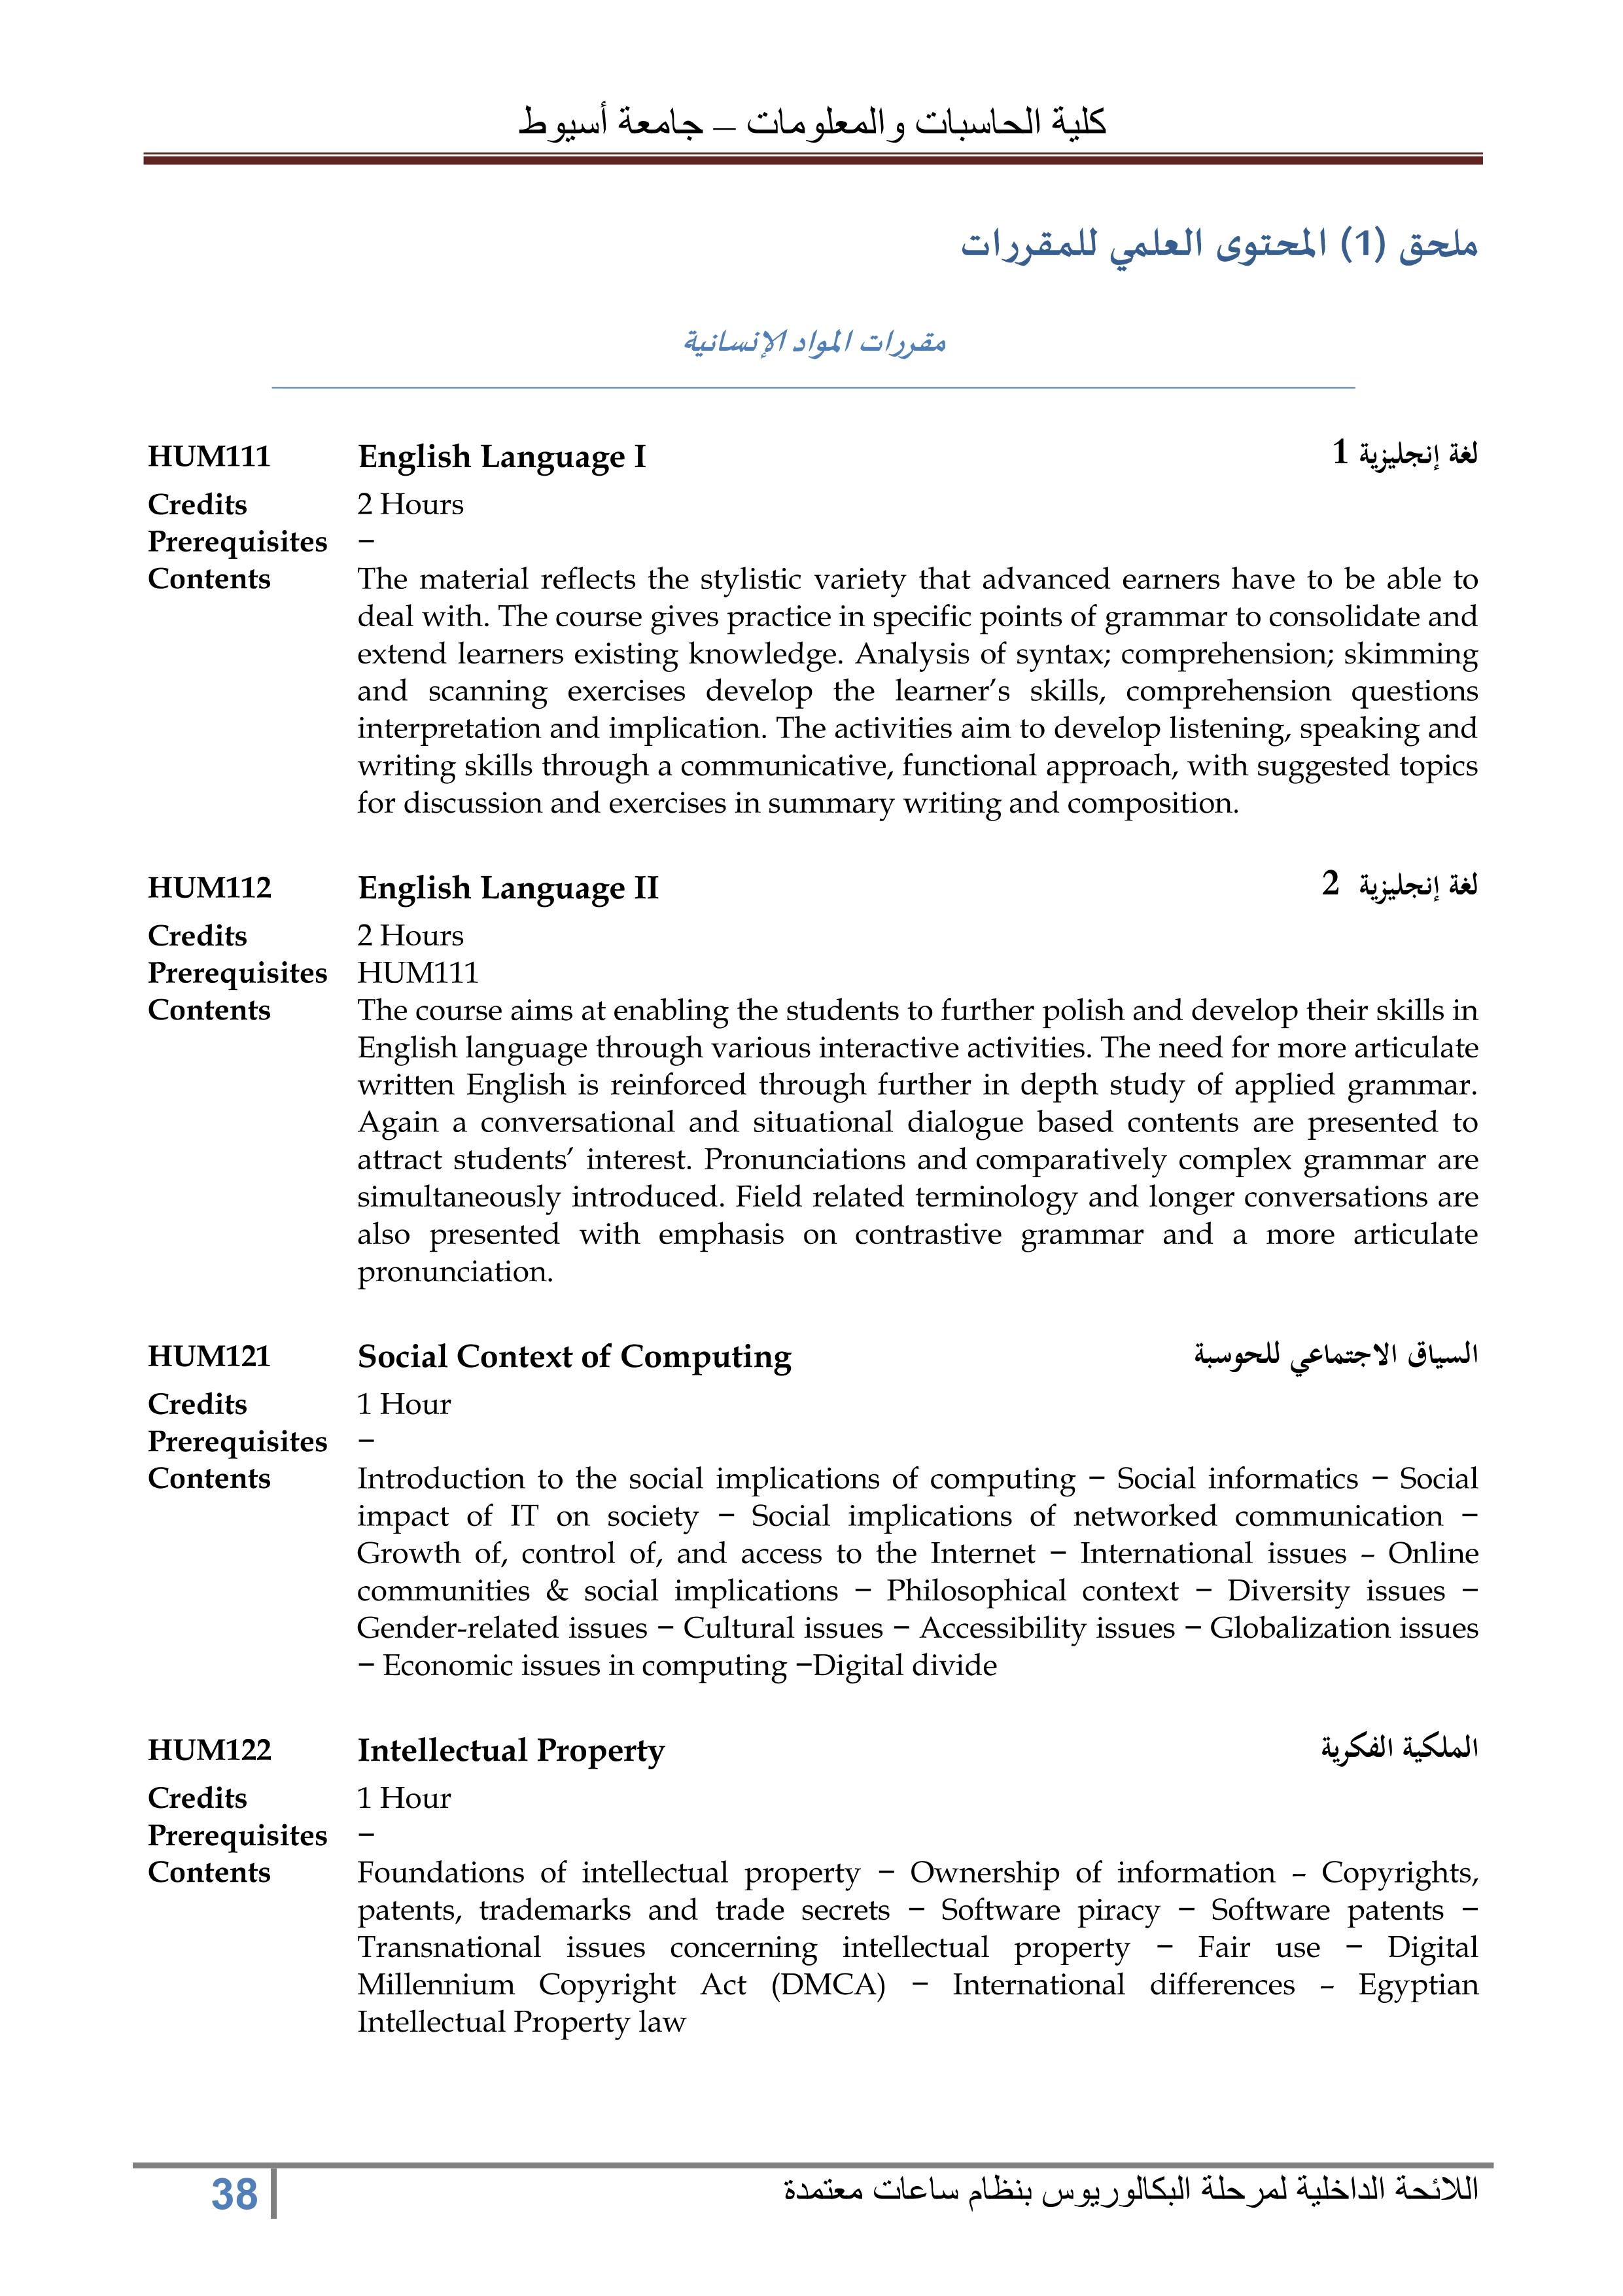 كلية الحاسبات والمعلومات – جامعة أسيوط
ملحق (1) المحتوى العلمي للمقررات
مقررات المواد الإنسانية
HUM111 English Language I لغة إنجليزية 1
Credits 2 Hours
Prerequisites –
Contents The material reflects the stylistic variety that advanced earners have to be able to
deal with. The course gives practice in specific points of grammar to consolidate and
extend learners existing knowledge. Analysis of syntax; comprehension; skimming
and scanning exercises develop the learner’s skills, comprehension questions
interpretation and implication. The activities aim to develop listening, speaking and
writing skills through a communicative, functional approach, with suggested topics
for discussion and exercises in summary writing and composition.
HUM112 English Language II لغة إنجليزية 2
Credits 2 Hours
Prerequisites HUM111
Contents The course aims at enabling the students to further polish and develop their skills in
English language through various interactive activities. The need for more articulate
written English is reinforced through further in depth study of applied grammar.
Again a conversational and situational dialogue based contents are presented to
attract students’ interest. Pronunciations and comparatively complex grammar are
simultaneously introduced. Field related terminology and longer conversations are
also presented with emphasis on contrastive grammar and a more articulate
pronunciation.
HUM121 Social Context of Computing السياق الاجتماعي للحوسبة
Credits 1 Hour
Prerequisites –
Contents Introduction to the social implications of computing − Social informatics − Social
impact of IT on society − Social implications of networked communication −
Growth of, control of, and access to the Internet − International issues – Online
communities & social implications − Philosophical context − Diversity issues −
Gender-related issues − Cultural issues − Accessibility issues − Globalization issues
− Economic issues in computing −Digital divide
HUM122 Intellectual Property الملكية الفكرية
Credits 1 Hour
Prerequisites –
Contents Foundations of intellectual property − Ownership of information – Copyrights,
patents, trademarks and trade secrets − Software piracy − Software patents −
Transnational issues concerning intellectual property − Fair use − Digital
Millennium Copyright Act (DMCA) − International differences – Egyptian
Intellectual Property law
38 اللائحة الداخلية لمرحلة البكالوريوس بنظام ساعات معتمدة